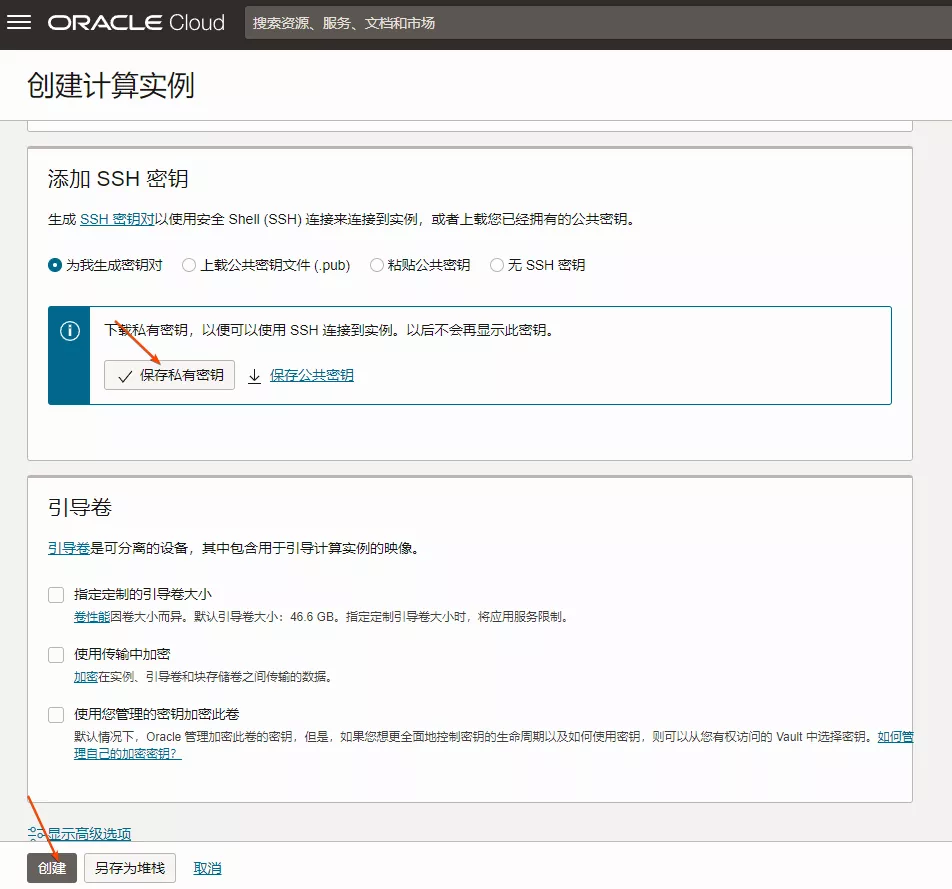 ORACLE Cloud
搜索资源、服务、文档和市场
创建计算实例
添加 SSH 密钥
生成 SSH 密钥对以使用安全 Shell (SSH) 连接来连接到实例，或者上载您已经拥有的公共密钥。
为我生成密钥对 上载公共密钥文件 (.pub) 粘贴公共密钥 无 SSH 密钥
下载私有密钥，以便可以使用 SSH 连接到实例。以后不会再显示此密钥。
保存私有密钥 保存公共密钥
引导卷
引导卷是可分离的设备，其中包含用于引导计算实例的映像。
指定定制的引导卷大小
卷性能因卷大小而异。默认引导卷大小：46.6 GB。指定定制引导卷大小时，将应用服务限制。
使用传输中加密
加密在实例、引导卷和块存储卷之间传输的数据。
使用您管理的密钥加密此卷
默认情况下，Oracle 管理加密此卷的密钥，但是，如果您想更全面地控制密钥的生命周期以及如何使用密钥，则可以从您有权访问的 Vault 中选择密钥。如何管
理自己的加密密钥？
显示高级选项
创建 另存为堆栈 取消